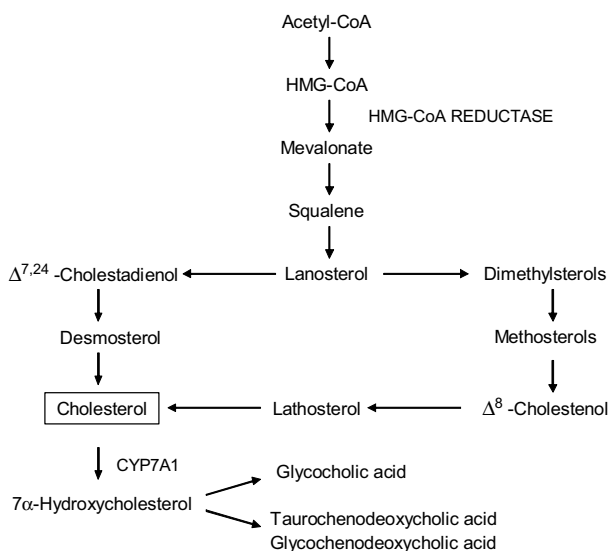 Acetyl-CoA
HMG-CoA
HMG-CoA REDUCTASE
Mevalonate
Squalene
Δ7,24 -Cholestadienol
Lanosterol
Dimethylsterols
Desmosterol
Methosterols
Cholesterol
Lathosterol
Δ8 -Cholestenol
CYP7A1
7α-Hydroxycholesterol
Glycocholic acid
Taurochenodeoxycholic acid
Glycochenodeoxycholic acid